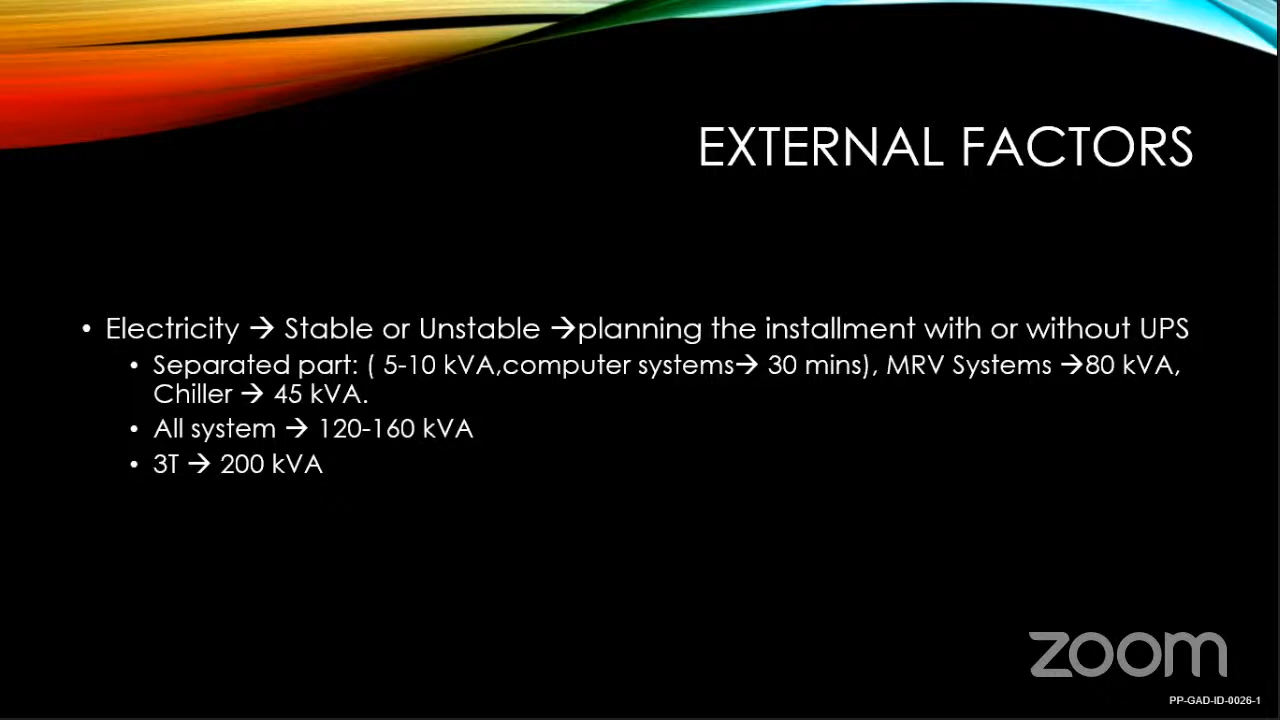 EXTERNAL FACTORS
• Electricity → Stable or Unstable →planning the installment with or without UPS
• Separated part: ( 5-10 kVA,computer systems→ 30 mins), MRV Systems →80 kVA,
Chiller → 45 kVA.
• All system → 120-160 kVA
• 3T → 200 kVA
zoom
PP-GAD-ID-0026-1